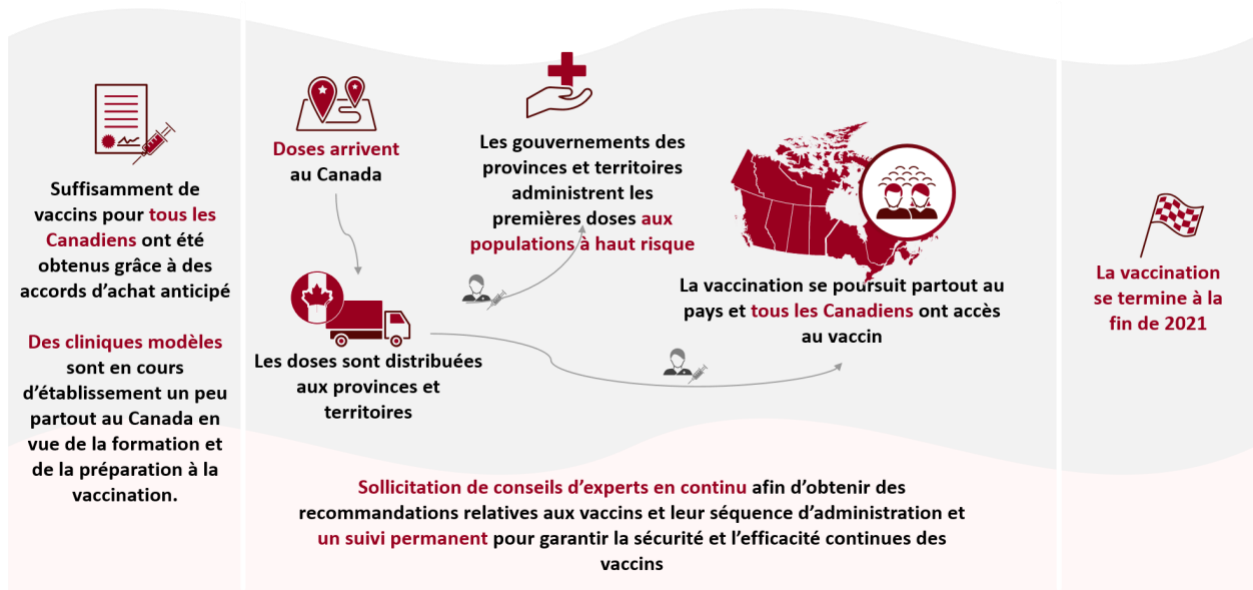 Suffisamment de
vaccins pour tous les
Canadiens ont été
obtenus grâce à des
accords d’achat anticipé
Des cliniques modèles
sont en cours
d’établissement un peu
partout au Canada en
vue de la formation et
de la préparation à la
vaccination.
Doses arrivent
au Canada
Les doses sont distribuées
aux provinces et
territoires
Les gouvernements des
provinces et territoires
administrent les
premières doses aux
populations à haut risque
La vaccination se poursuit partout au
pays et tous les Canadiens ont accès
au vaccin
Sollicitation de conseils d’experts en continu afin d’obtenir des
recommandations relatives aux vaccins et leur séquence d’administration et
un suivi permanent pour garantir la sécurité et l’efficacité continues des
vaccins
La vaccination
se termine à la
fin de 2021